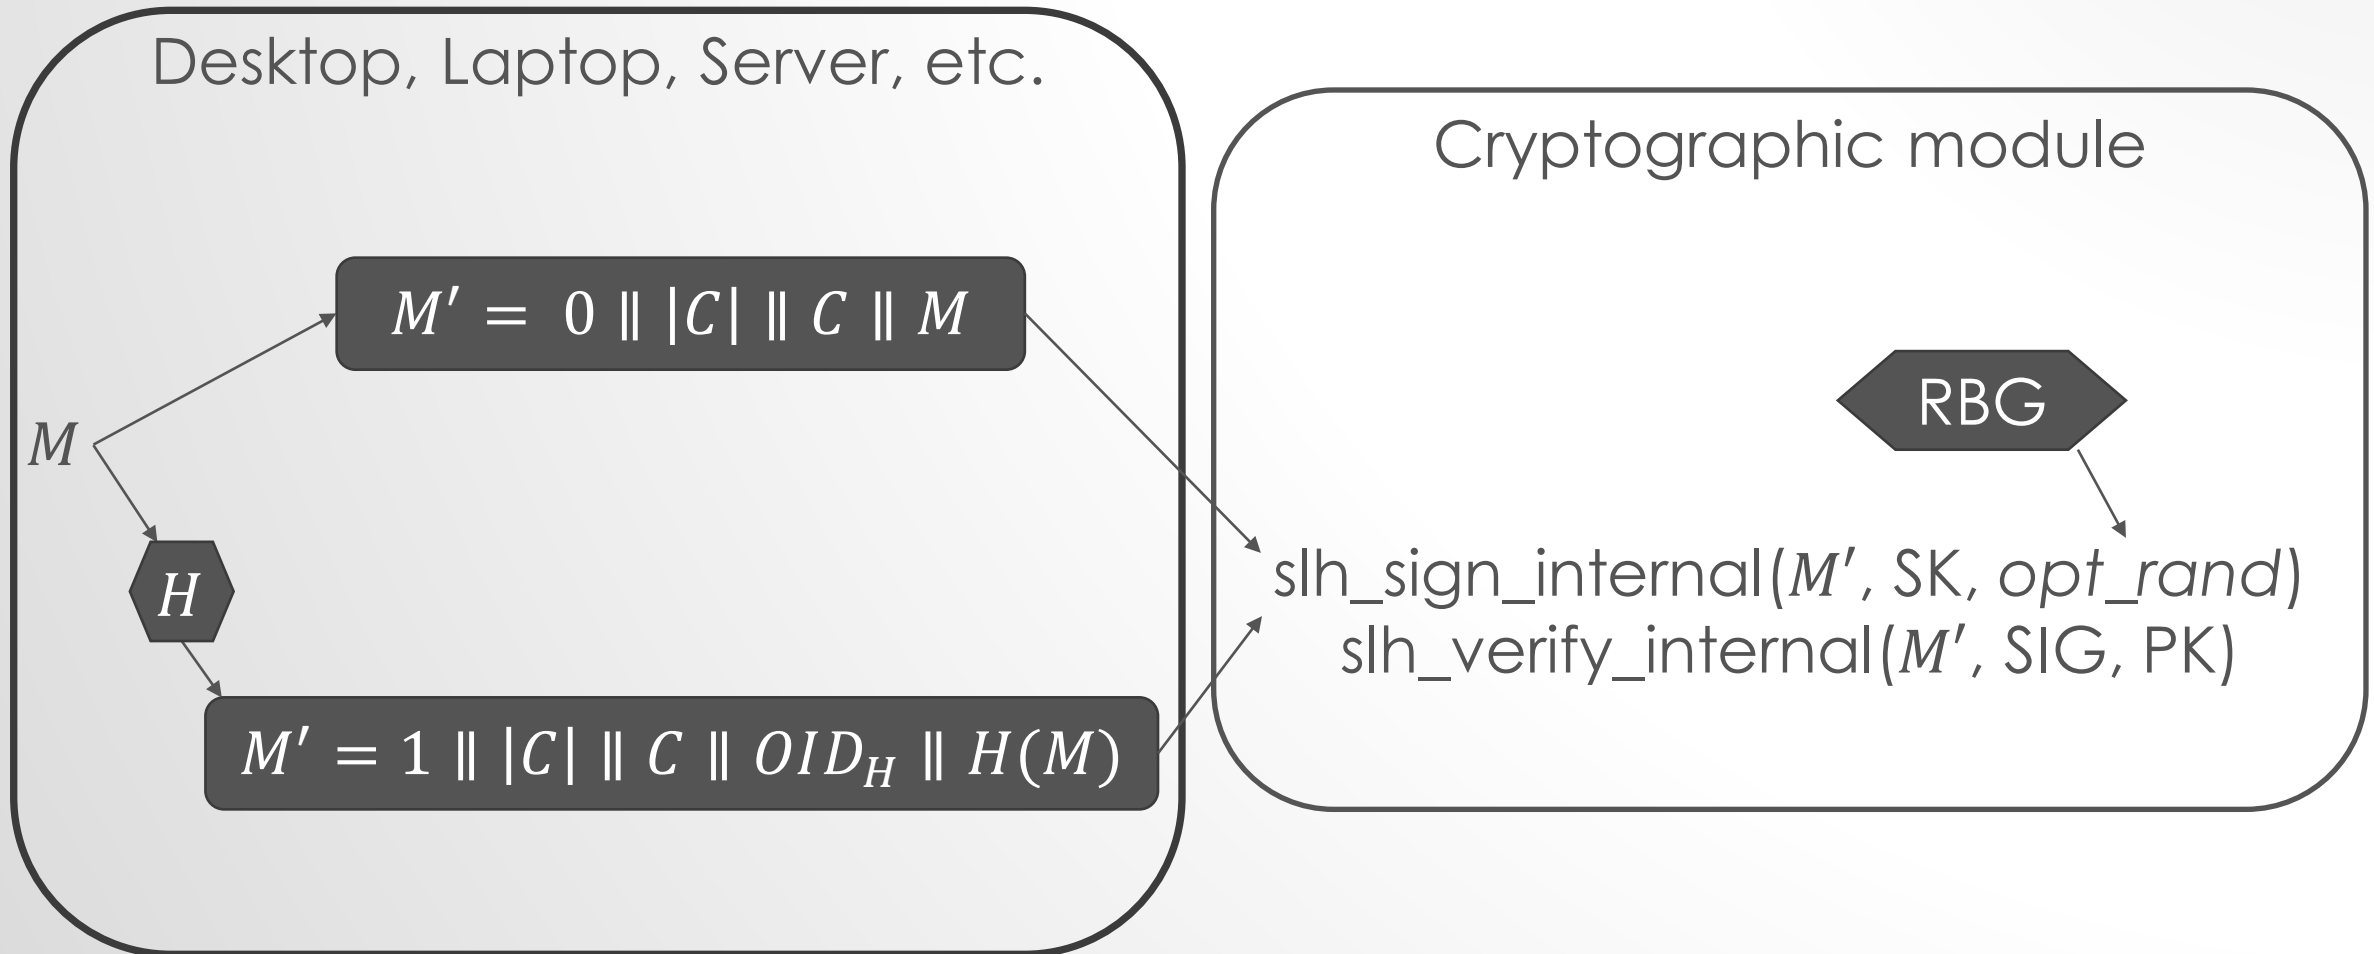 Desktop, Laptop, Server, etc.
M′ = 0 ‖ |C| ‖ C ‖ M
M
H
M′ = 1 ‖ |C| ‖ C ‖ OID_H ‖ H(M)
Cryptographic module
RBG
slh_sign_internal(M′, SK, opt_rand)
slh_verify_internal(M′, SIG, PK)